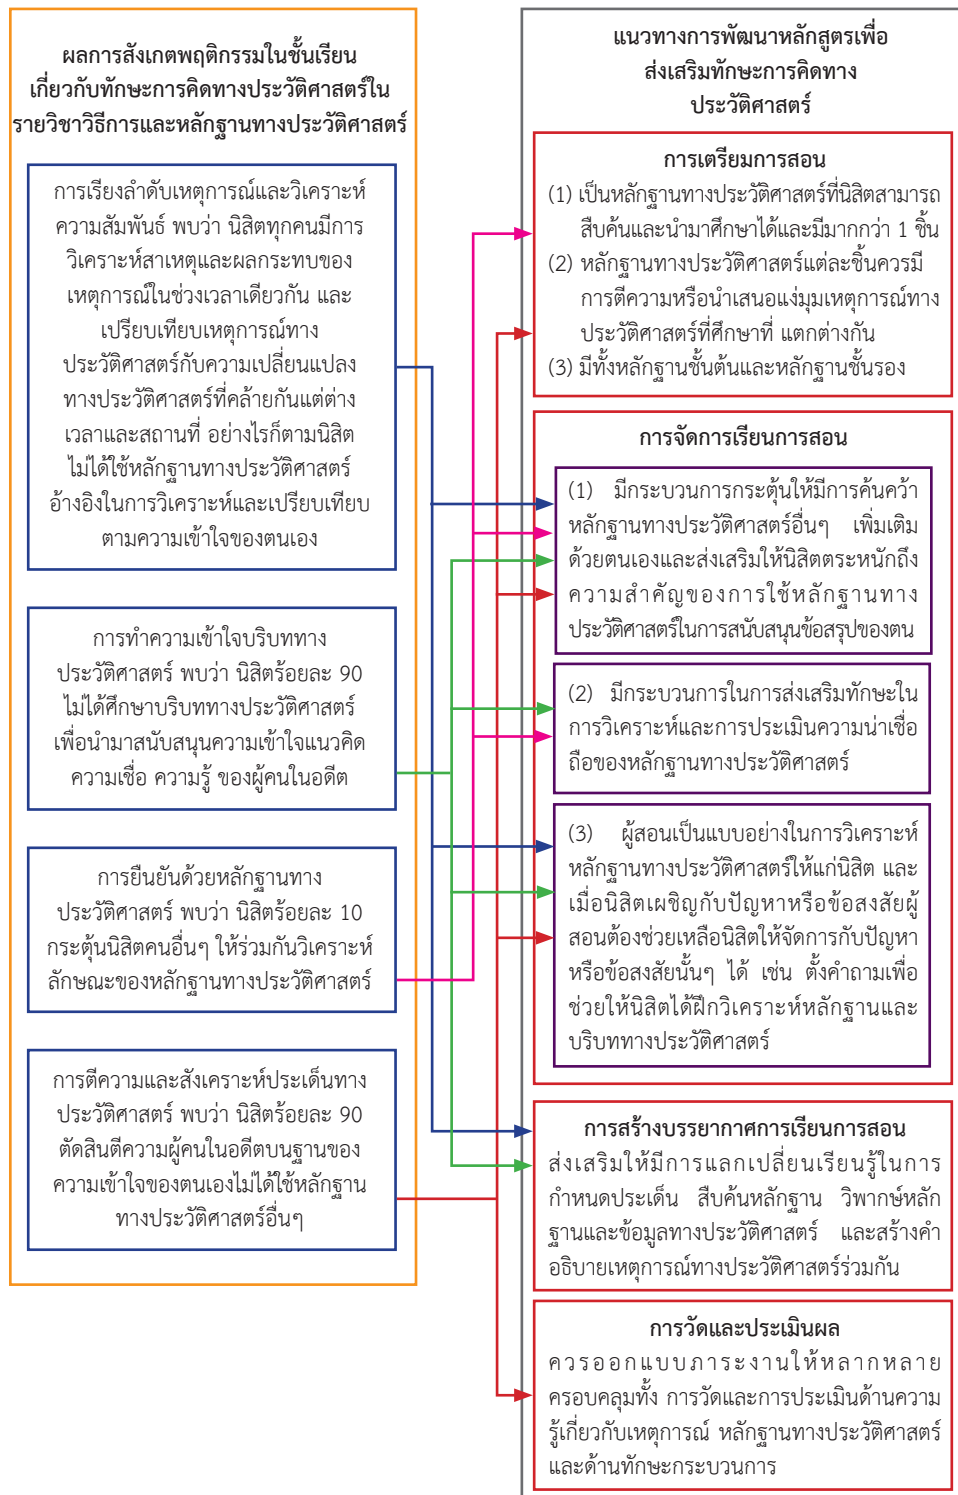 ผลการสังเกตพฤติกรรมในชั้นเรียน
เกี่ยวกับทักษะการคิดทางประวัติศาสตร์ใน
รายวิชาวิธีการและหลักฐานทางประวัติศาสตร์
การเรียงลำดับเหตุการณ์และวิเคราะห์
ความสัมพันธ์ พบว่า นิสิตทุกคนมีการ
วิเคราะห์สาเหตุและผลกระทบของ
เหตุการณ์ในช่วงเวลาเดียวกัน และ
เปรียบเทียบเหตุการณ์ทาง
ประวัติศาสตร์กับความเปลี่ยนแปลง
ทางประวัติศาสตร์ที่คล้ายกันแต่ต่าง
เวลาและสถานที่ อย่างไรก็ตามนิสิต
ไม่ได้ใช้หลักฐานทางประวัติศาสตร์
อ้างอิงในการวิเคราะห์และเปรียบเทียบ
ตามความเข้าใจของตนเอง
การทำความเข้าใจบริบททาง
ประวัติศาสตร์ พบว่า นิสิตร้อยละ 90
ไม่ได้ศึกษาบริบททางประวัติศาสตร์
เพื่อนำมาสนับสนุนความเข้าใจแนวคิด
ความเชื่อ ความรู้ ของผู้คนในอดีต
การยืนยันด้วยหลักฐานทาง
ประวัติศาสตร์ พบว่า นิสิตร้อยละ 10
กระตุ้นนิสิตคนอื่นๆ ให้ร่วมกันวิเคราะห์
ลักษณะของหลักฐานทางประวัติศาสตร์
การตีความและสังเคราะห์ประเด็นทาง
ประวัติศาสตร์ พบว่า นิสิตร้อยละ 90
ตัดสินตีความผู้คนในอดีตบนฐานของ
ความเข้าใจของตนเองไม่ได้ใช้หลักฐาน
ทางประวัติศาสตร์อื่นๆ
แนวทางการพัฒนาหลักสูตรเพื่อ
ส่งเสริมทักษะการคิดทาง
ประวัติศาสตร์
การเตรียมการสอน
(1) เป็นหลักฐานทางประวัติศาสตร์ที่นิสิตสามารถ
สืบค้นและนำมาศึกษาได้และมีมากกว่า 1 ชิ้น
(2) หลักฐานทางประวัติศาสตร์แต่ละชิ้นควรมี
การตีความหรือนำเสนอแง่มุมเหตุการณ์ทาง
ประวัติศาสตร์ที่ศึกษาที่ แตกต่างกัน
(3) มีทั้งหลักฐานชั้นต้นและหลักฐานชั้นรอง
การจัดการเรียนการสอน
(1) มีกระบวนการกระตุ้นให้มีการค้นคว้า
หลักฐานทางประวัติศาสตร์อื่นๆ เพิ่มเติม
ด้วยตนเองและส่งเสริมให้นิสิตตระหนักถึง
ความสำคัญของการใช้หลักฐานทาง
ประวัติศาสตร์ในการสนับสนุนข้อสรุปของตน
(2) มีกระบวนการในการส่งเสริมทักษะใน
การวิเคราะห์และการประเมินความน่าเชื่อ
ถือของหลักฐานทางประวัติศาสตร์
(3) ผู้สอนเป็นแบบอย่างในการวิเคราะห์
หลักฐานทางประวัติศาสตร์ให้แก่นิสิต และ
เมื่อนิสิตเผชิญกับปัญหาหรือข้อสงสัยผู้
สอนต้องช่วยเหลือนิสิตให้จัดการกับปัญหา
หรือข้อสงสัยนั้นๆ ได้ เช่น ตั้งคำถามเพื่อ
ช่วยให้นิสิตได้ฝึกวิเคราะห์หลักฐานและ
บริบททางประวัติศาสตร์
การสร้างบรรยากาศการเรียนการสอน
ส่งเสริมให้มีการแลกเปลี่ยนเรียนรู้ในการ
กำหนดประเด็น สืบค้นหลักฐาน วิพากษ์หลัก
ฐานและข้อมูลทางประวัติศาสตร์ และสร้างคำ
อธิบายเหตุการณ์ทางประวัติศาสตร์ร่วมกัน
การวัดและประเมินผล
ควรออกแบบภาระงานให้หลากหลาย
ครอบคลุมทั้ง การวัดและการประเมินด้านความ
รู้เกี่ยวกับเหตุการณ์ หลักฐานทางประวัติศาสตร์
และด้านทักษะกระบวนการ